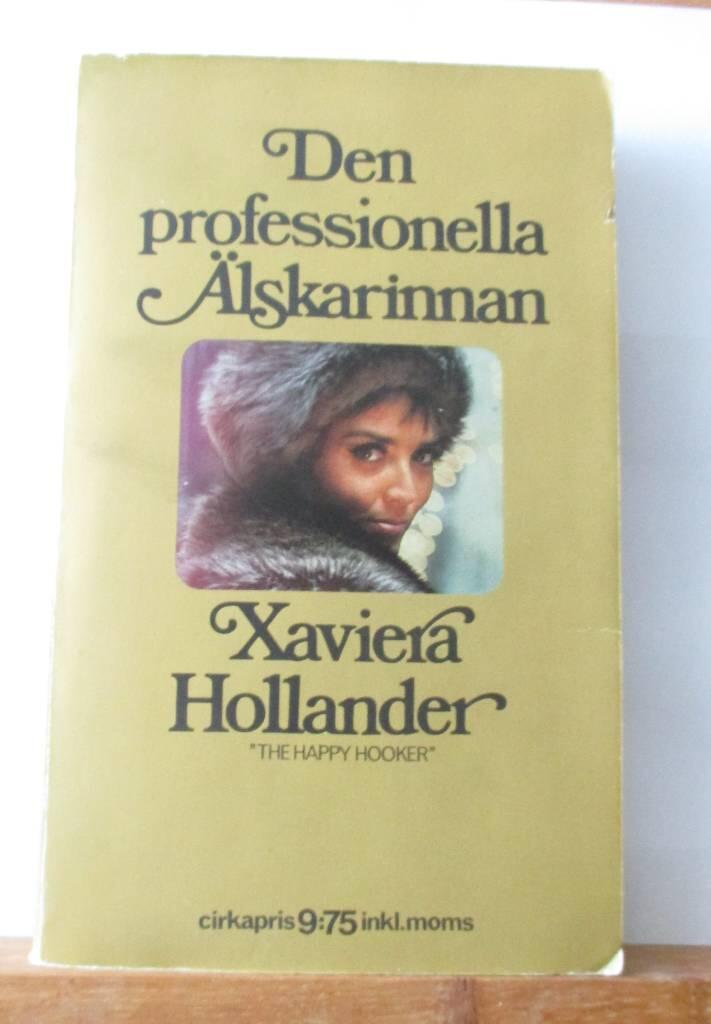 Den
professionella
Älskarinnan
Xaviera
Hollander
"THE HAPPY HOOKER"
cirkapris 9:75 inkl.moms